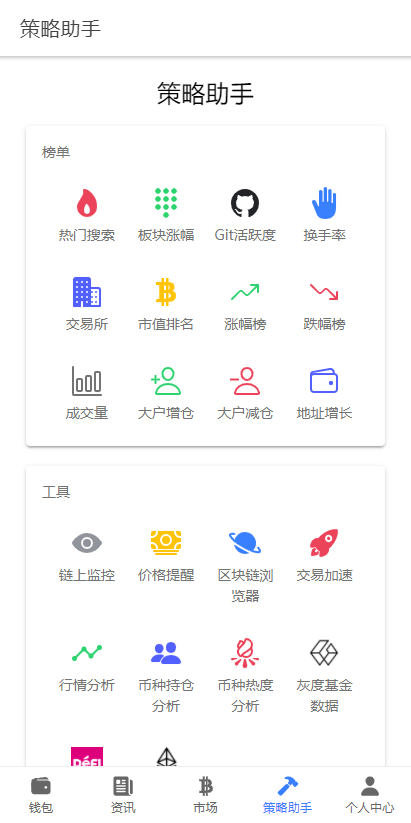 策略助手
策略助手
榜单
热门搜索 板块涨幅 Git活跃度 换手率
交易所 市值排名 涨幅榜 跌幅榜
成交量 大户增仓 大户减仓 地址增长
工具
链上监控 价格提醒 区块链浏览器 交易加速
行情分析 币种持仓分析 币种热度分析 灰度基金数据
DéFI
钱包 资讯 市场 策略助手 个人中心